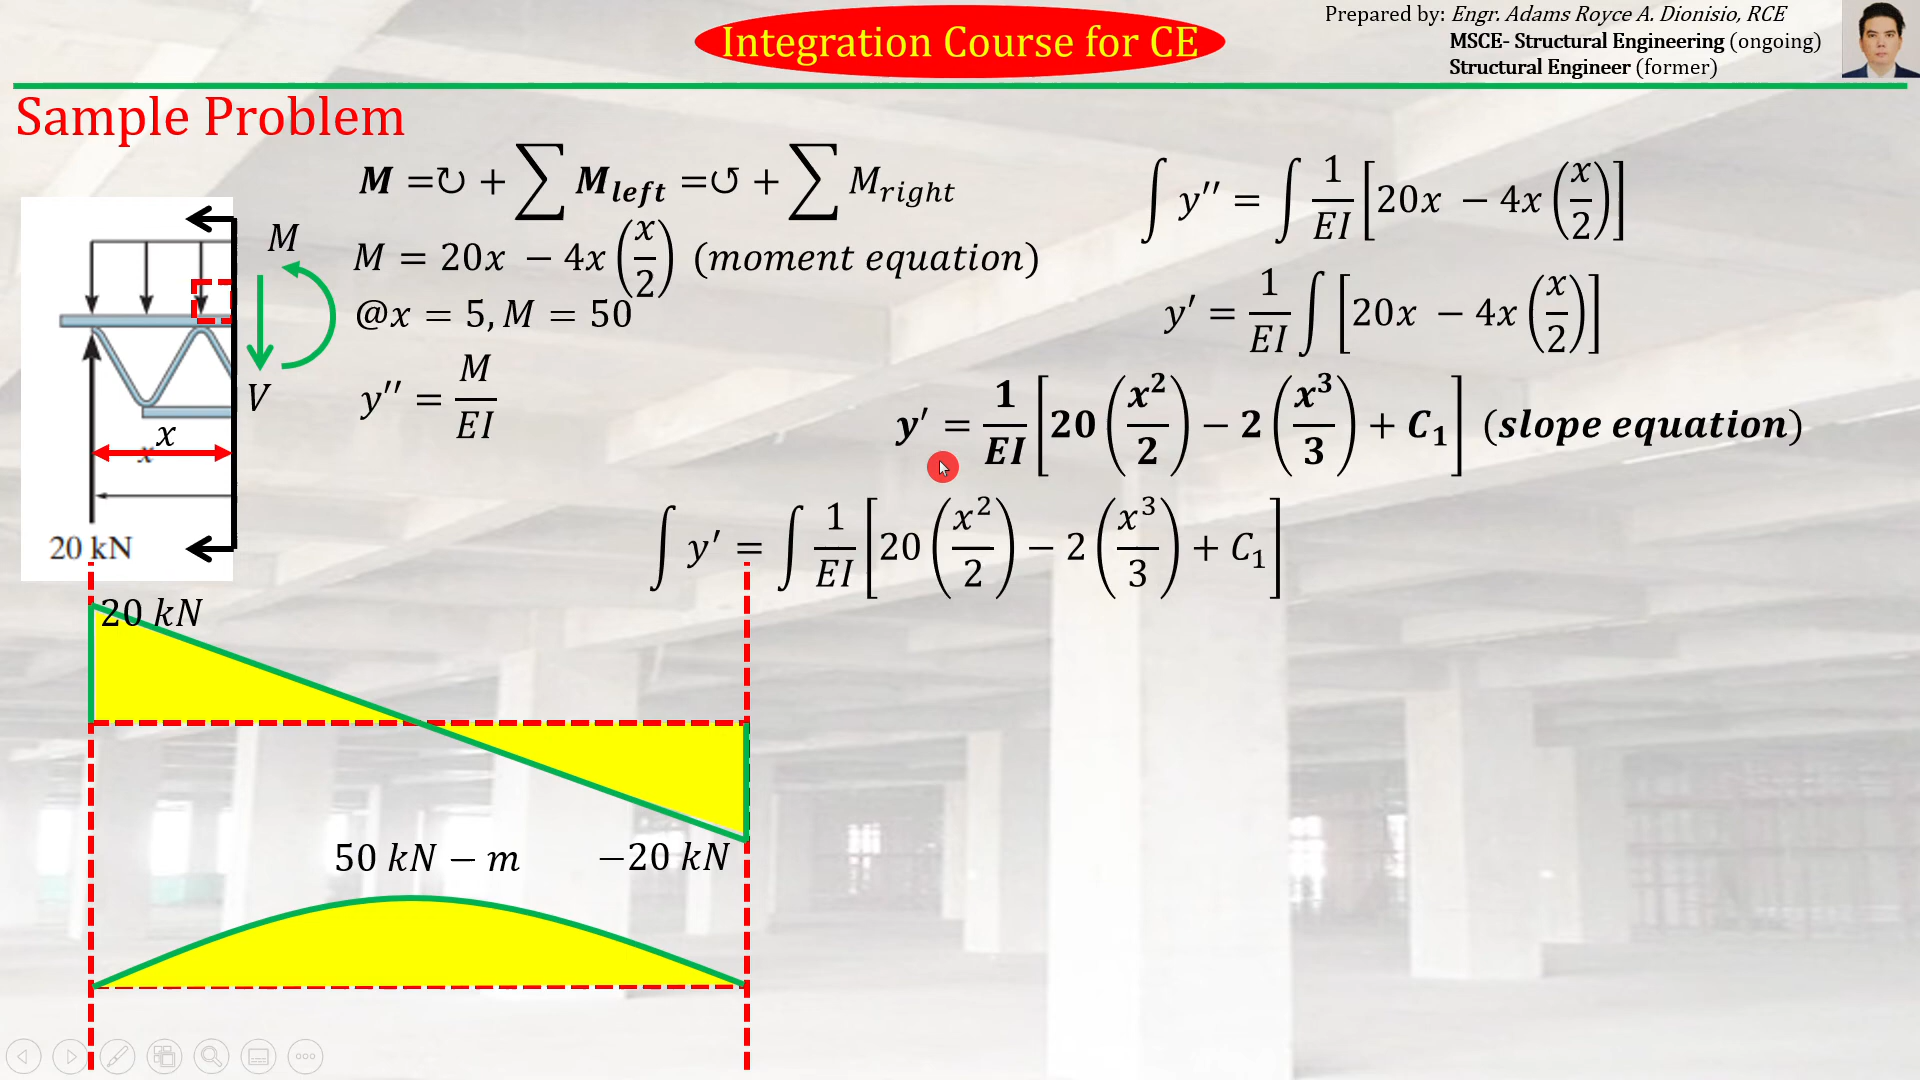 Integration Course for CE
Prepared by: Engr. Adams Royce A. Dionisio, RCE
MSCE- Structural Engineering (ongoing)
Structural Engineer (former)
Sample Problem
M =↻ + ∑ M_left =↺ + ∑ M_right
M = 20x − 4x (x/2) (moment equation)
@x = 5, M = 50
y′′ = M/EI
∫ y′′ = ∫ 1/EI [20x − 4x (x/2)]
y′ = 1/EI ∫ [20x − 4x (x/2)]
y′ = 1/EI [20 (x²/2) − 2 (x³/3) + C₁] (slope equation)
∫ y′ = ∫ 1/EI [20 (x²/2) − 2 (x³/3) + C₁]
M
V
x
x
20 kN
20 kN
50 kN − m
−20 kN